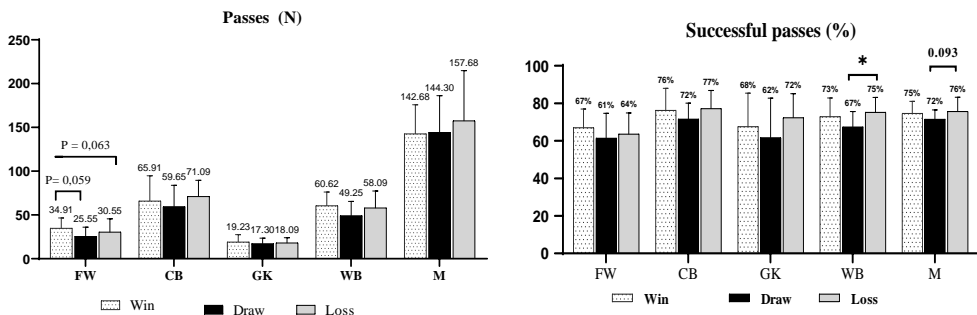 Passes (N)
250
200
150
100
50
0
P = 0,063
P= 0,059
34.91 25.55 30.55
65.91 59.65 71.09
19.23 17.30 18.09
60.62 49.25 58.09
142.68 144.30 157.68
FW CB GK WB M
Win Draw Loss
Successful passes (%)
100
80
60
40
20
0
* 0.093
67% 61% 64%
76% 72% 77%
68% 62% 72%
73% 67% 75%
75% 72% 76%
FW CB GK WB M
Win Draw Loss